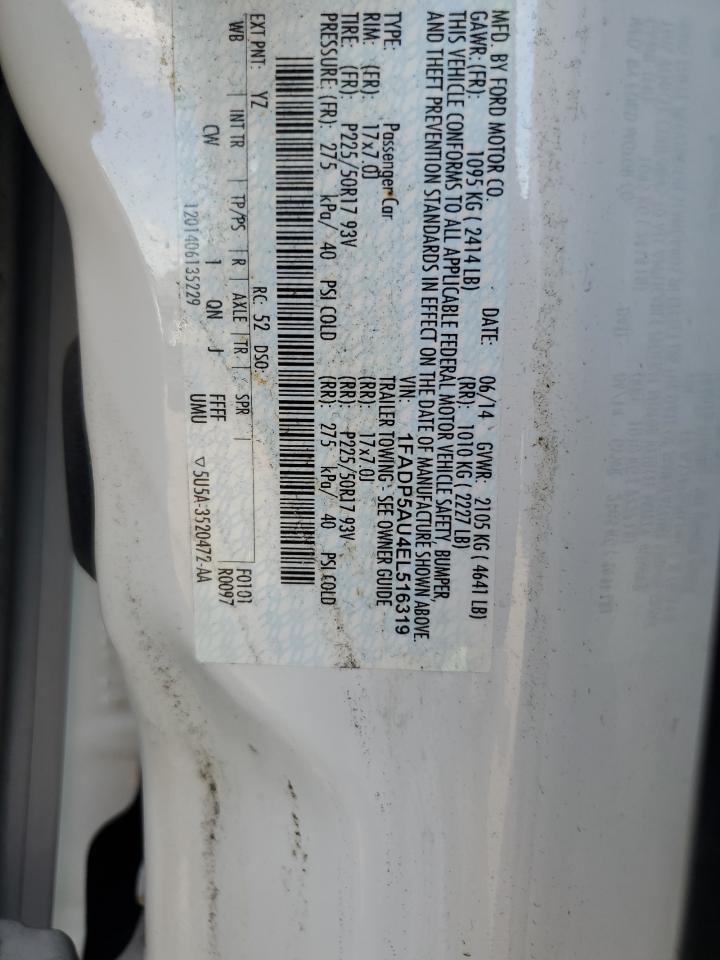 MFD. BY FORD MOTOR CO.
DATE: 06/14 GVWR: 2105 KG ( 4641 LB)
GAWR: (FR): 1095 KG ( 2414 LB) (RR): 1010 KG ( 2227 LB)
THIS VEHICLE CONFORMS TO ALL APPLICABLE FEDERAL MOTOR VEHICLE SAFETY, BUMPER,
AND THEFT PREVENTION STANDARDS IN EFFECT ON THE DATE OF MANUFACTURE SHOWN ABOVE.
VIN: 1FADP5AU4EL516319
TYPE: Passenger Car TRAILER TOWING - SEE OWNER GUIDE
RIM: (FR): 17x7.0J (RR): 17x7.0J
TIRE: (FR): P225/50R17 93V (RR): P225/50R17 93V
PRESSURE: (FR): 275 kPa/ 40 PSI COLD (RR): 275 kPa/ 40 PSI COLD
EXT PNT: YZ RC: 52 DSO: F0101
WB INT TR TP/PS R AXLE TR SPR R0097
CW 1 QN J FFFF
UMU ▽5U5A-3520472-AA
1201406135229